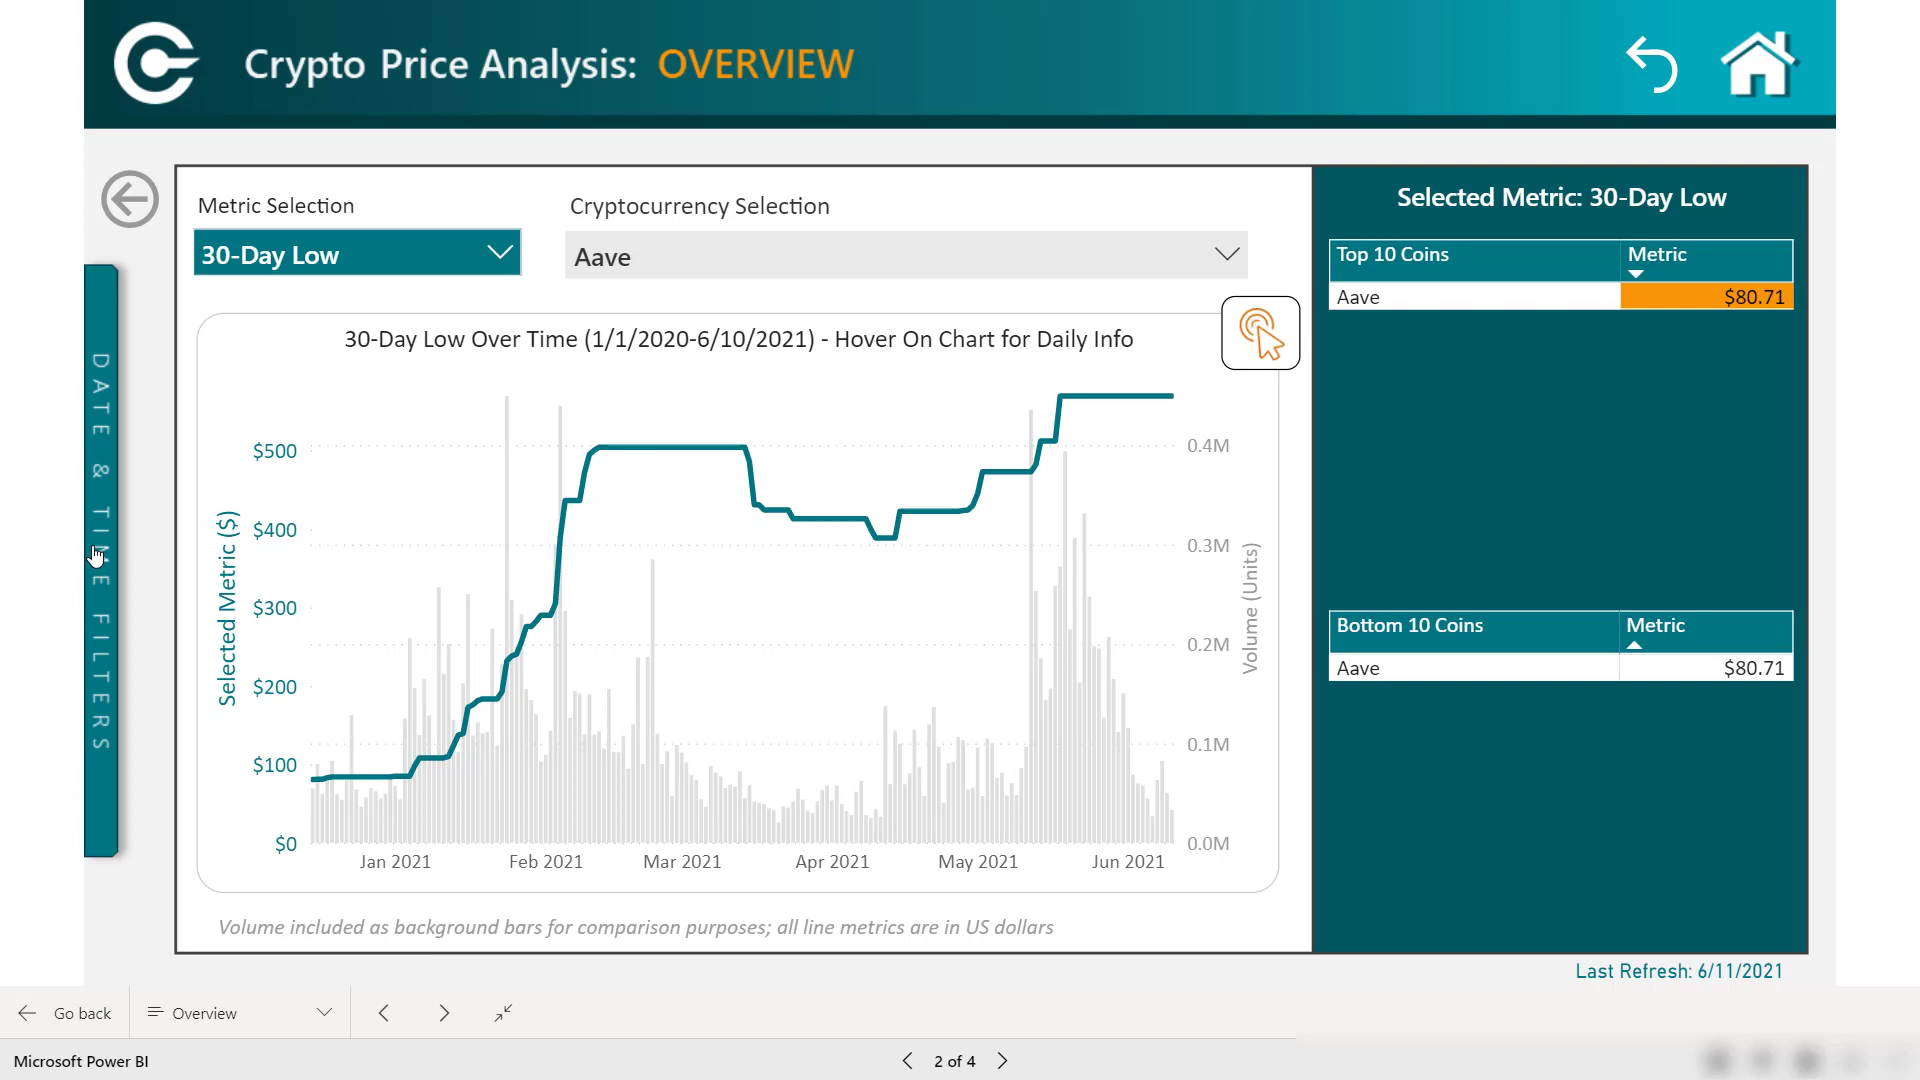 Crypto Price Analysis: OVERVIEW
Metric Selection
Cryptocurrency Selection
30-Day Low
Aave
DATE & TIME FILTERS
30-Day Low Over Time (1/1/2020-6/10/2021) - Hover On Chart for Daily Info
Selected Metric ($)
$500
$400
$300
$200
$100
$0
0.4M
0.3M
0.2M
0.1M
0.0M
Volume (Units)
Jan 2021
Feb 2021
Mar 2021
Apr 2021
May 2021
Jun 2021
Volume included as background bars for comparison purposes; all line metrics are in US dollars
Selected Metric: 30-Day Low
Top 10 Coins Metric
Aave $80.71
Bottom 10 Coins Metric
Aave $80.71
Last Refresh: 6/11/2021
Go back
Overview
Microsoft Power BI
2 of 4